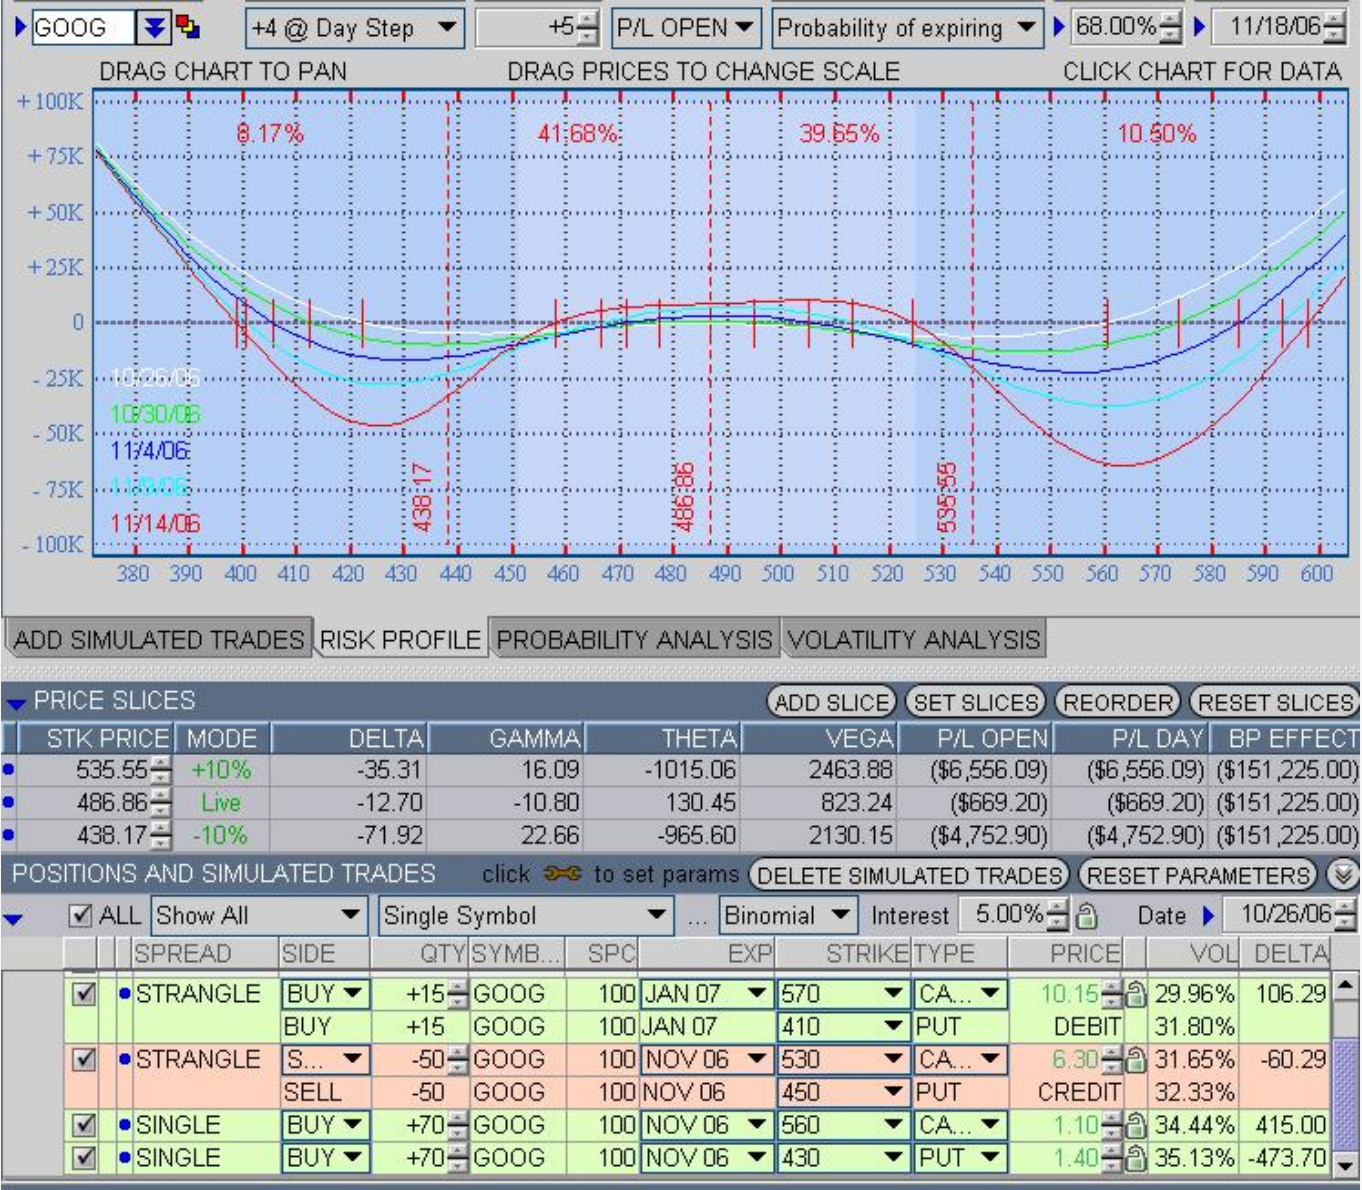 GOOG +4 @ Day Step +5 P/L OPEN Probability of expiring 68.00% 11/18/06
DRAG CHART TO PAN DRAG PRICES TO CHANGE SCALE CLICK CHART FOR DATA
+100K
8.17% 41.68% 39.65% 10.50%
+75K
+50K
+25K
0
-25K
10/26/06
10/30/06
-50K
11/4/06
-75K
11/9/06
438.17 486.86 535.55
11/14/06
-100K
380 390 400 410 420 430 440 450 460 470 480 490 500 510 520 530 540 550 560 570 580 590 600
ADD SIMULATED TRADES RISK PROFILE PROBABILITY ANALYSIS VOLATILITY ANALYSIS
PRICE SLICES ADD SLICE SET SLICES REORDER RESET SLICES
STK PRICE MODE DELTA GAMMA THETA VEGA P/L OPEN P/L DAY BP EFFECT
535.55 +10% -35.31 16.09 -1015.06 2463.88 ($6,556.09) ($6,556.09) ($151,225.00)
486.86 Live -12.70 -10.80 130.45 823.24 ($669.20) ($669.20) ($151,225.00)
438.17 -10% -71.92 22.66 -965.60 2130.15 ($4,752.90) ($4,752.90) ($151,225.00)
POSITIONS AND SIMULATED TRADES click to set params DELETE SIMULATED TRADES RESET PARAMETERS
ALL Show All Single Symbol ... Binomial Interest 5.00% Date 10/26/06
SPREAD SIDE QTY SYMB... SPC EXP STRIKE TYPE PRICE VOL DELTA
STRANGLE BUY +15 GOOG 100 JAN 07 570 CA... 10.15 29.96% 106.29
BUY +15 GOOG 100 JAN 07 410 PUT DEBIT 31.80%
STRANGLE S... -50 GOOG 100 NOV 06 530 CA... 6.30 31.65% -60.29
SELL -50 GOOG 100 NOV 06 450 PUT CREDIT 32.33%
SINGLE BUY +70 GOOG 100 NOV 06 560 CA... 1.10 34.44% 415.00
SINGLE BUY +70 GOOG 100 NOV 06 430 PUT 1.40 35.13% -473.70